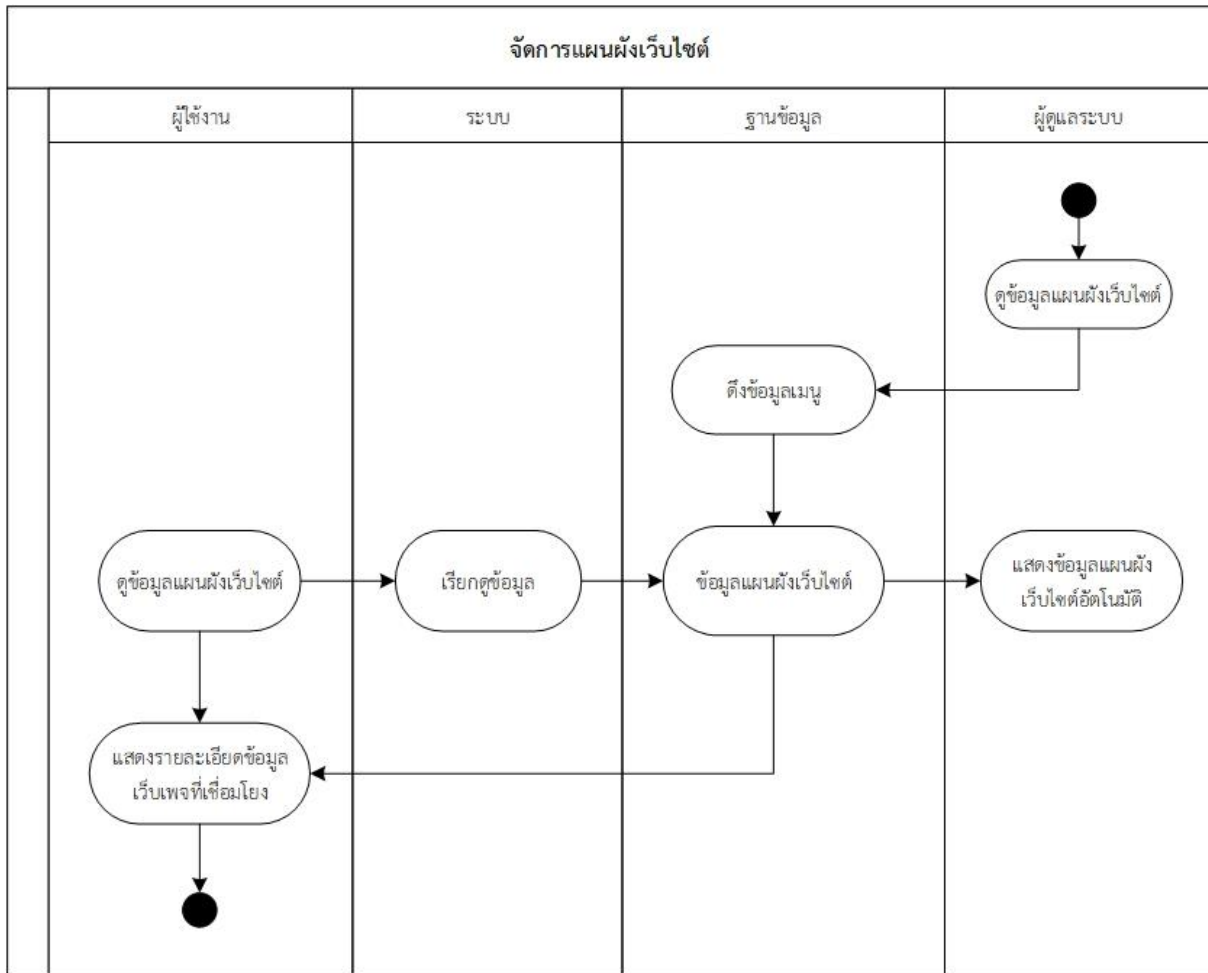 จัดการแผนผังเว็บไซต์
ผู้ใช้งาน
ระบบ
ฐานข้อมูล
ผู้ดูแลระบบ
ดูข้อมูลแผนผังเว็บไซต์
ดึงข้อมูลเมนู
ดูข้อมูลแผนผังเว็บไซต์
เรียกดูข้อมูล
ข้อมูลแผนผังเว็บไซต์
แสดงข้อมูลแผนผัง
เว็บไซต์อัตโนมัติ
แสดงรายละเอียดข้อมูล
เว็บเพจที่เชื่อมโยง